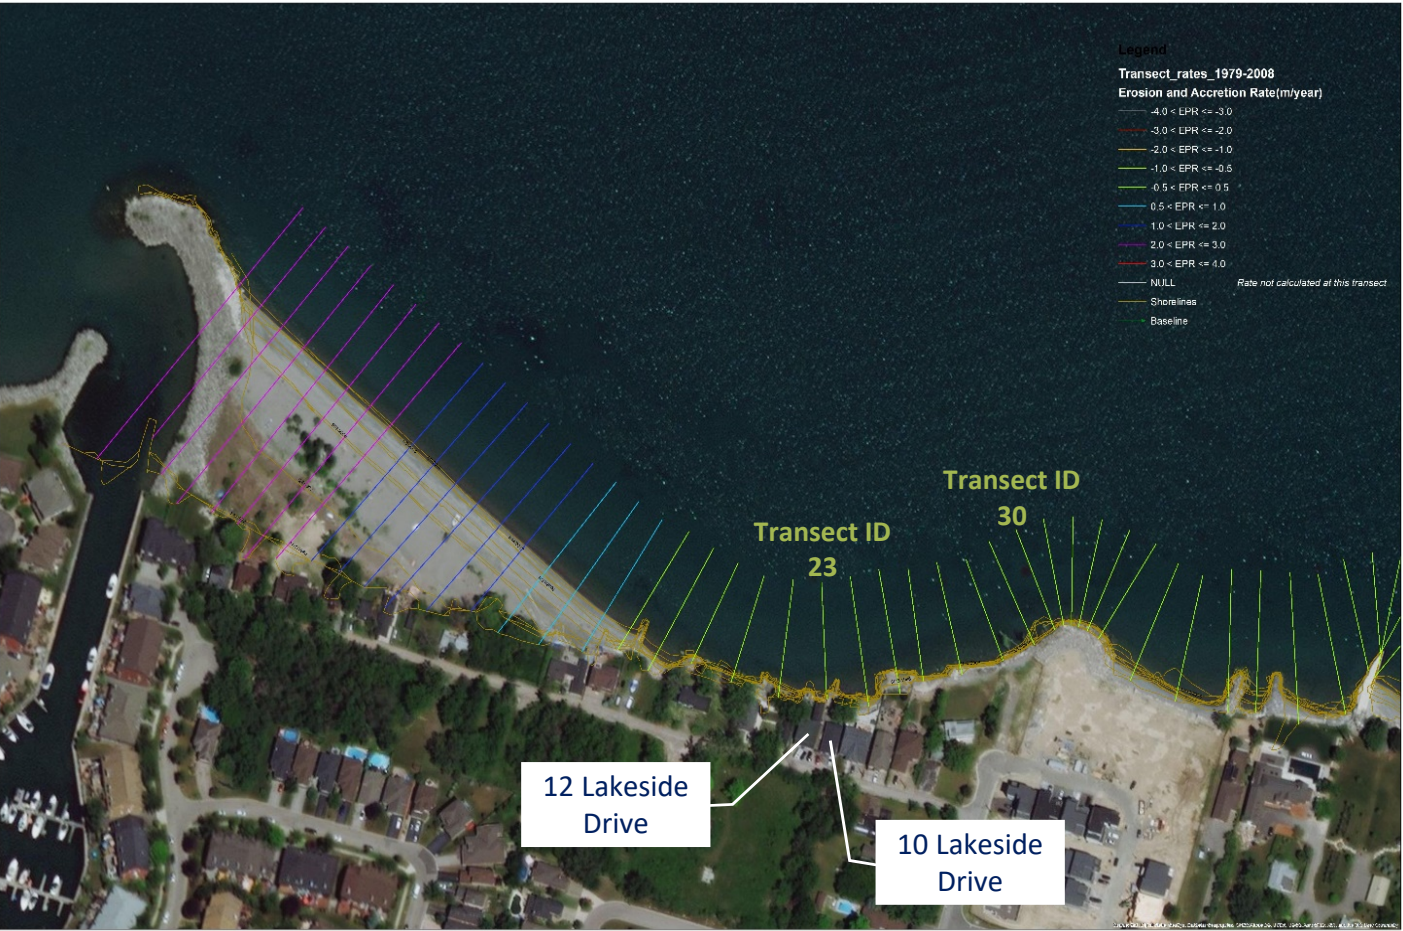 Legend
Transect_rates_1979-2008
Erosion and Accretion Rate(m/year)
-4.0 < EPR <= -3.0
-3.0 < EPR <= -2.0
-2.0 < EPR <= -1.0
-1.0 < EPR <= -0.5
-0.5 < EPR <= 0.5
0.5 < EPR <= 1.0
1.0 < EPR <= 2.0
2.0 < EPR <= 3.0
3.0 < EPR <= 4.0
NULL Rate not calculated at this transect
Shorelines
Baseline
Transect ID
30
Transect ID
23
12 Lakeside
Drive
10 Lakeside
Drive